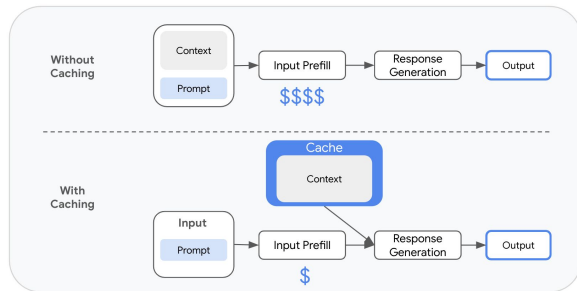 Without
Caching
Context
Prompt
Input Prefill
$$$$
Response
Generation
Output
With
Caching
Cache
Context
Input
Prompt
Input Prefill
$
Response
Generation
Output